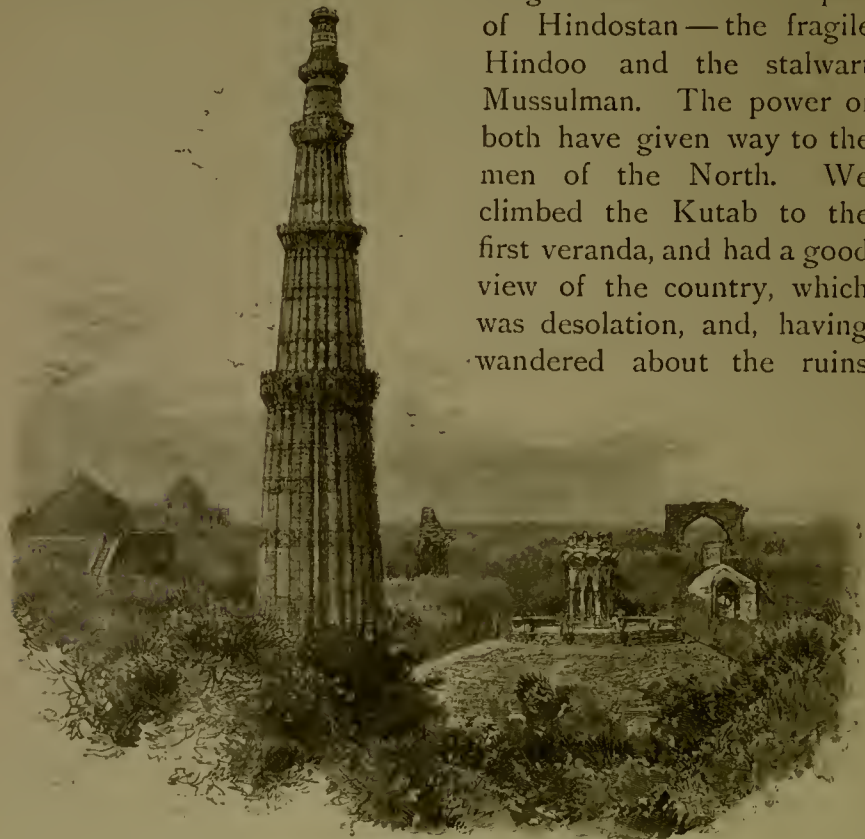 of Hindostan — the fragile
Hindoo and the stalwart
Mussulman. The power of
both have given way to the
men of the North. We
climbed the Kutab to the
first veranda, and had a good
view of the country, which
was desolation, and, having
wandered about the ruins